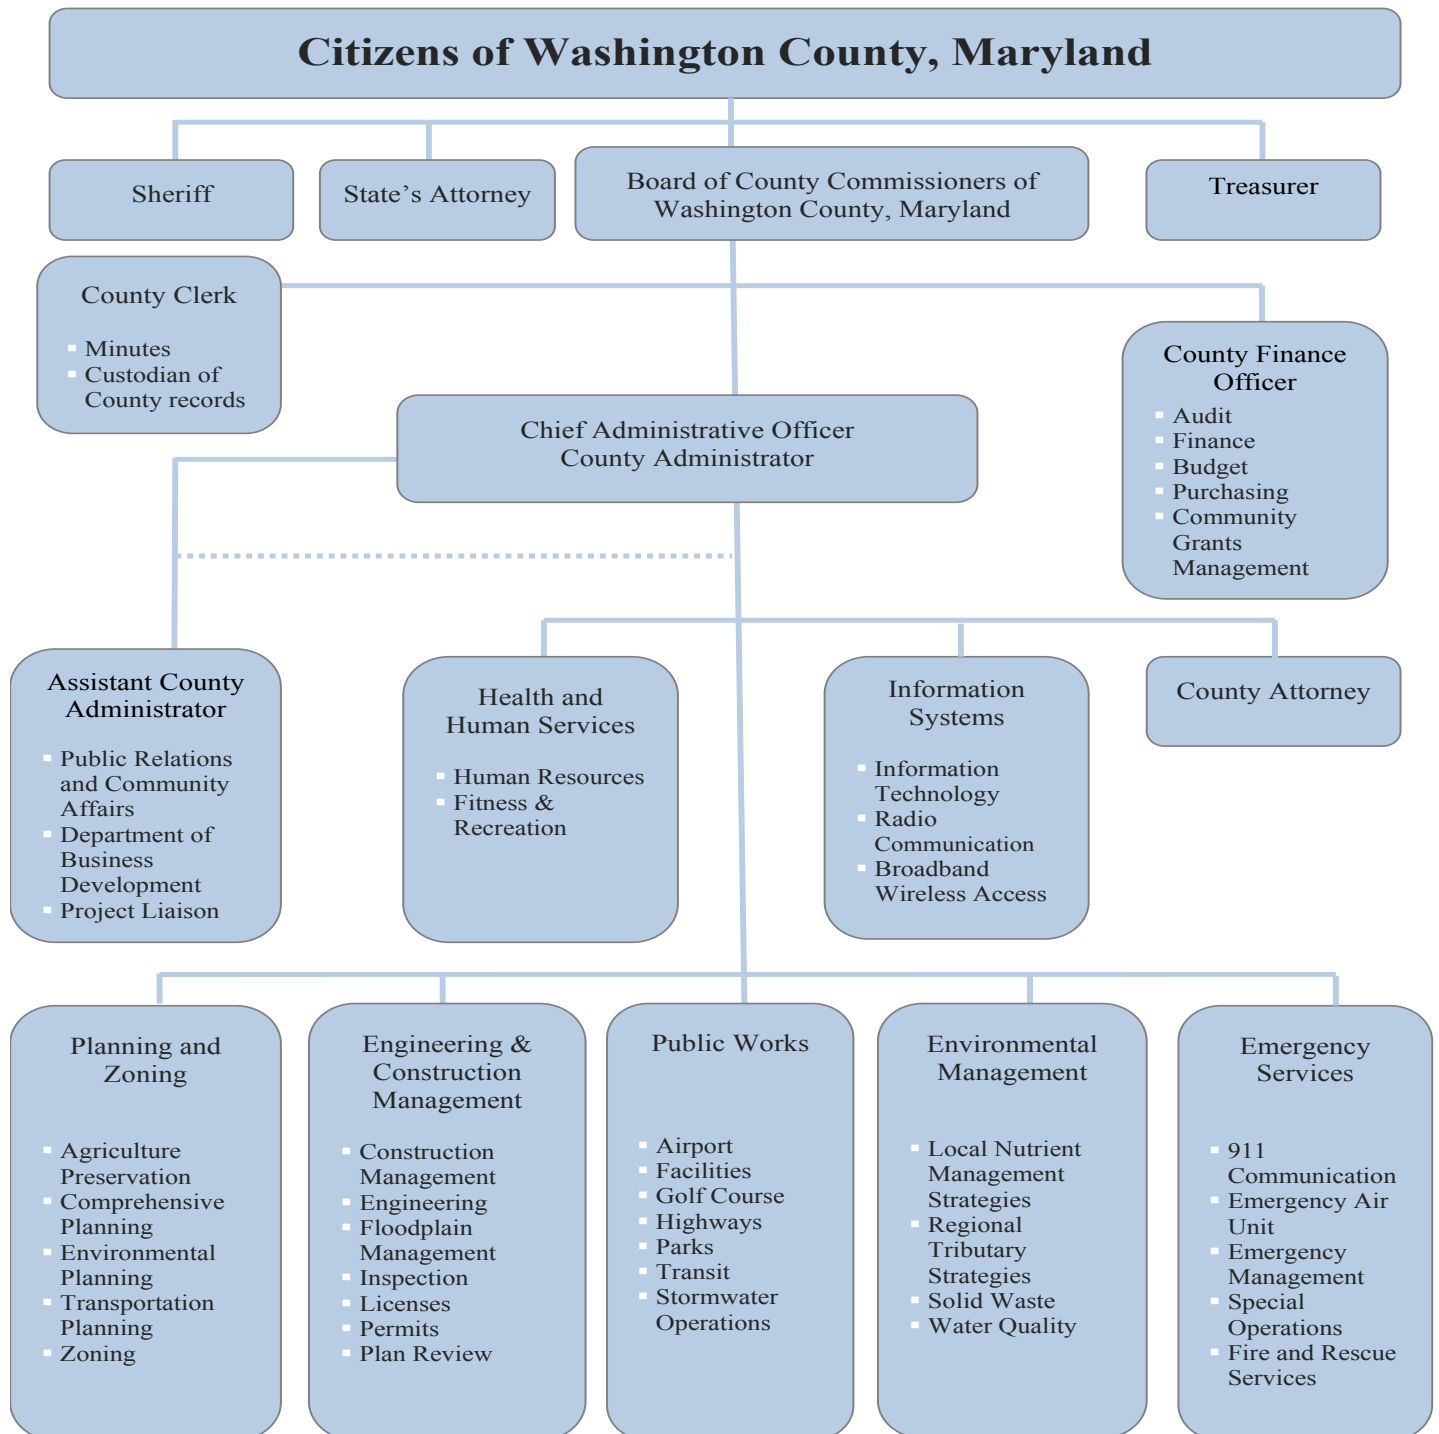 Citizens of Washington County, Maryland
Sheriff
State’s Attorney
Board of County Commissioners of
Washington County, Maryland
Treasurer
County Clerk
Minutes
Custodian of
County records
County Finance
Officer
Audit
Finance
Budget
Purchasing
Community
Grants
Management
Chief Administrative Officer
County Administrator
Assistant County
Administrator
Public Relations
and Community
Affairs
Department of
Business
Development
Project Liaison
Health and
Human Services
Human Resources
Fitness &
Recreation
Information
Systems
Information
Technology
Radio
Communication
Broadband
Wireless Access
County Attorney
Planning and
Zoning
Agriculture
Preservation
Comprehensive
Planning
Environmental
Planning
Transportation
Planning
Zoning
Engineering &
Construction
Management
Construction
Management
Engineering
Floodplain
Management
Inspection
Licenses
Permits
Plan Review
Public Works
Airport
Facilities
Golf Course
Highways
Parks
Transit
Stormwater
Operations
Environmental
Management
Local Nutrient
Management
Strategies
Regional
Tributary
Strategies
Solid Waste
Water Quality
Emergency
Services
911
Communication
Emergency Air
Unit
Emergency
Management
Special
Operations
Fire and Rescue
Services